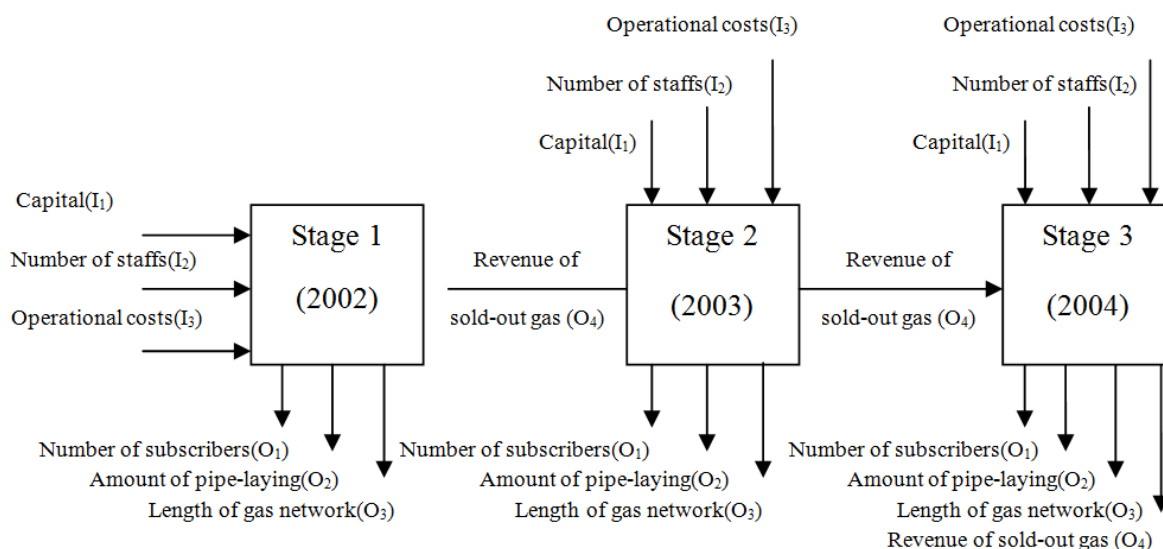 Operational costs(I₃)
Operational costs(I₃)
Number of staffs(I₂)
Number of staffs(I₂)
Capital(I₁)
Capital(I₁)
Capital(I₁)
Number of staffs(I₂)
Operational costs(I₃)
Stage 1
(2002)
Revenue of
sold-out gas (O₄)
Stage 2
(2003)
Revenue of
sold-out gas (O₄)
Stage 3
(2004)
Number of subscribers(O₁)
Amount of pipe-laying(O₂)
Length of gas network(O₃)
Number of subscribers(O₁)
Amount of pipe-laying(O₂)
Length of gas network(O₃)
Number of subscribers(O₁)
Amount of pipe-laying(O₂)
Length of gas network(O₃)
Revenue of sold-out gas (O₄)